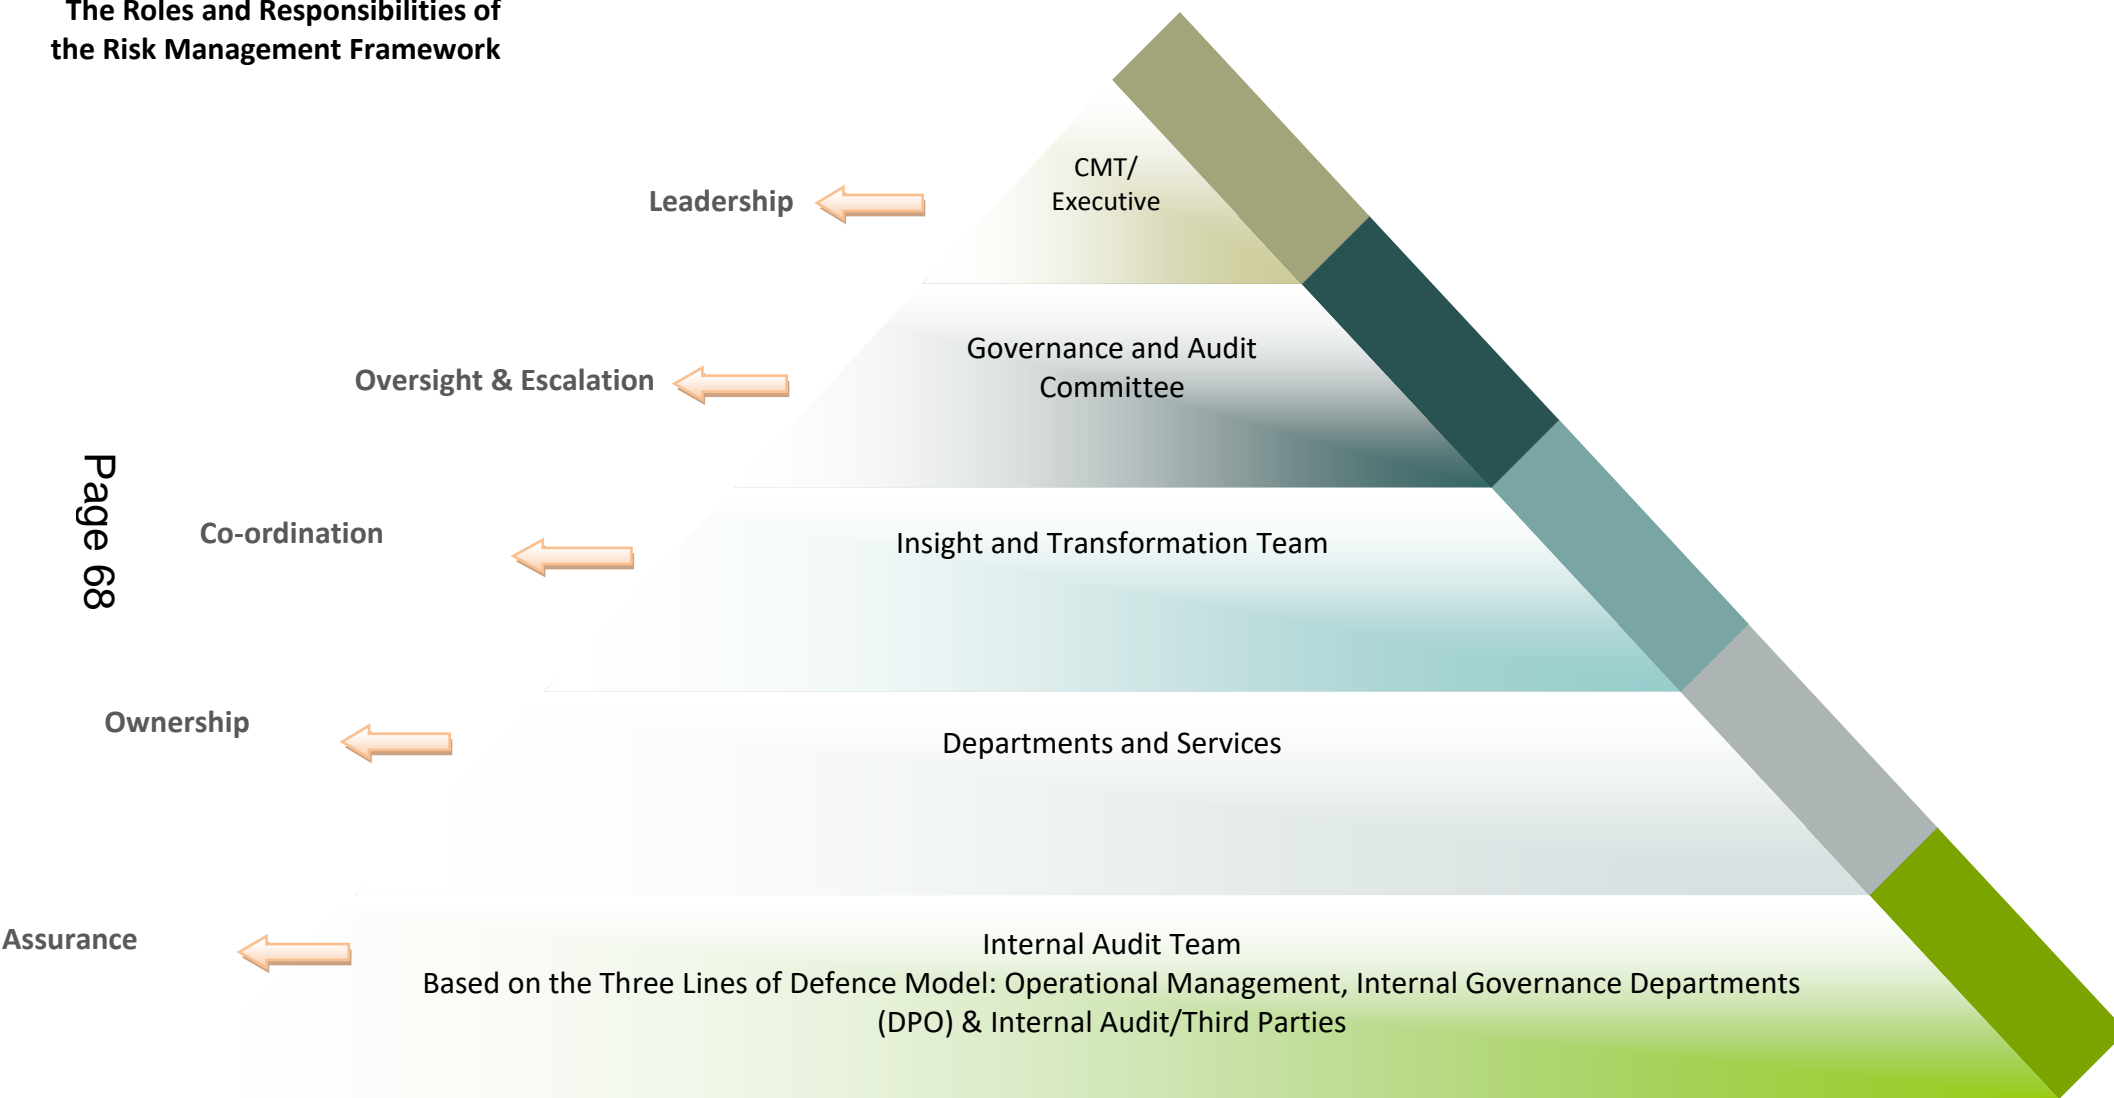 The Roles and Responsibilities of
the Risk Management Framework
CMT/
Executive
Leadership
Governance and Audit
Committee
Oversight & Escalation
Insight and Transformation Team
Co-ordination
Page 68
Departments and Services
Ownership
Internal Audit Team
Based on the Three Lines of Defence Model: Operational Management, Internal Governance Departments
(DPO) & Internal Audit/Third Parties
Assurance